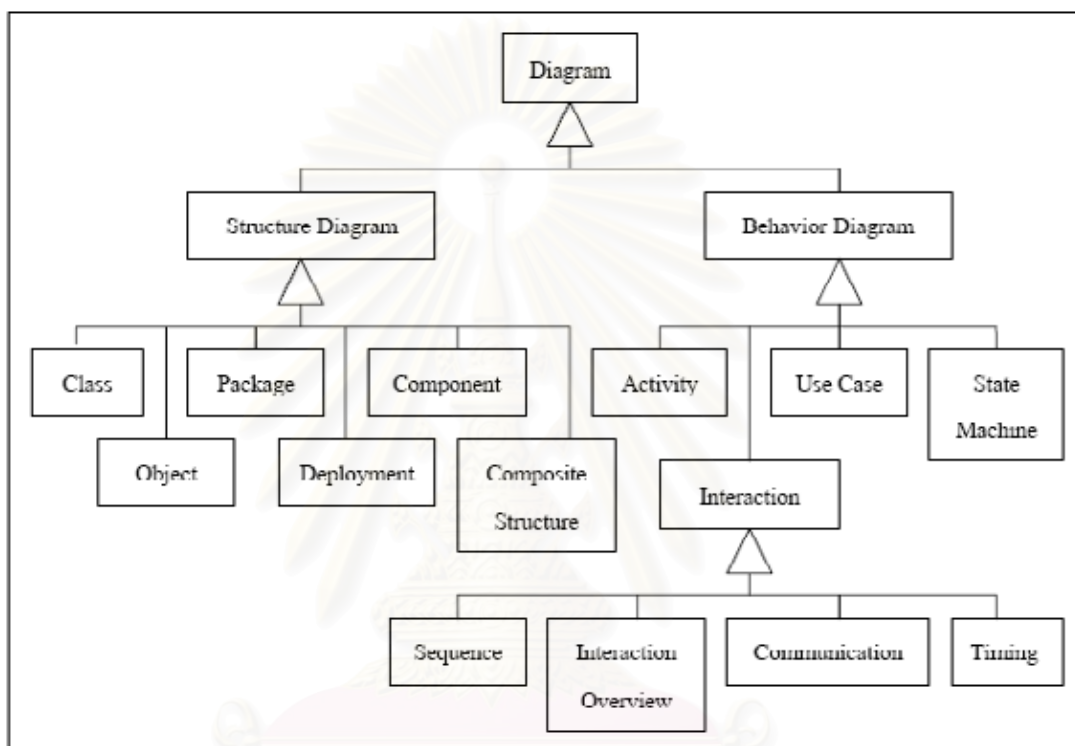 Diagram
Structure Diagram
Behavior Diagram
Class
Package
Component
Activity
Use Case
State
Machine
Object
Deployment
Composite
Structure
Interaction
Sequence
Interaction
Overview
Communication
Timing